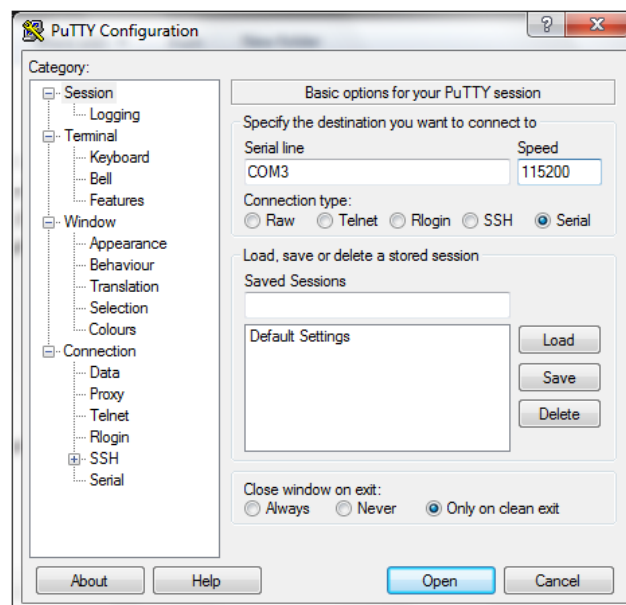 PuTTY Configuration
Category:
Session
Logging
Terminal
Keyboard
Bell
Features
Window
Appearance
Behaviour
Translation
Selection
Colours
Connection
Data
Proxy
Telnet
Rlogin
SSH
Serial
Basic options for your PuTTY session
Specify the destination you want to connect to
Serial line Speed
COM3 115200
Connection type:
Raw Telnet Rlogin SSH Serial
Load, save or delete a stored session
Saved Sessions
Default Settings
Load
Save
Delete
Close window on exit:
Always Never Only on clean exit
About Help Open Cancel